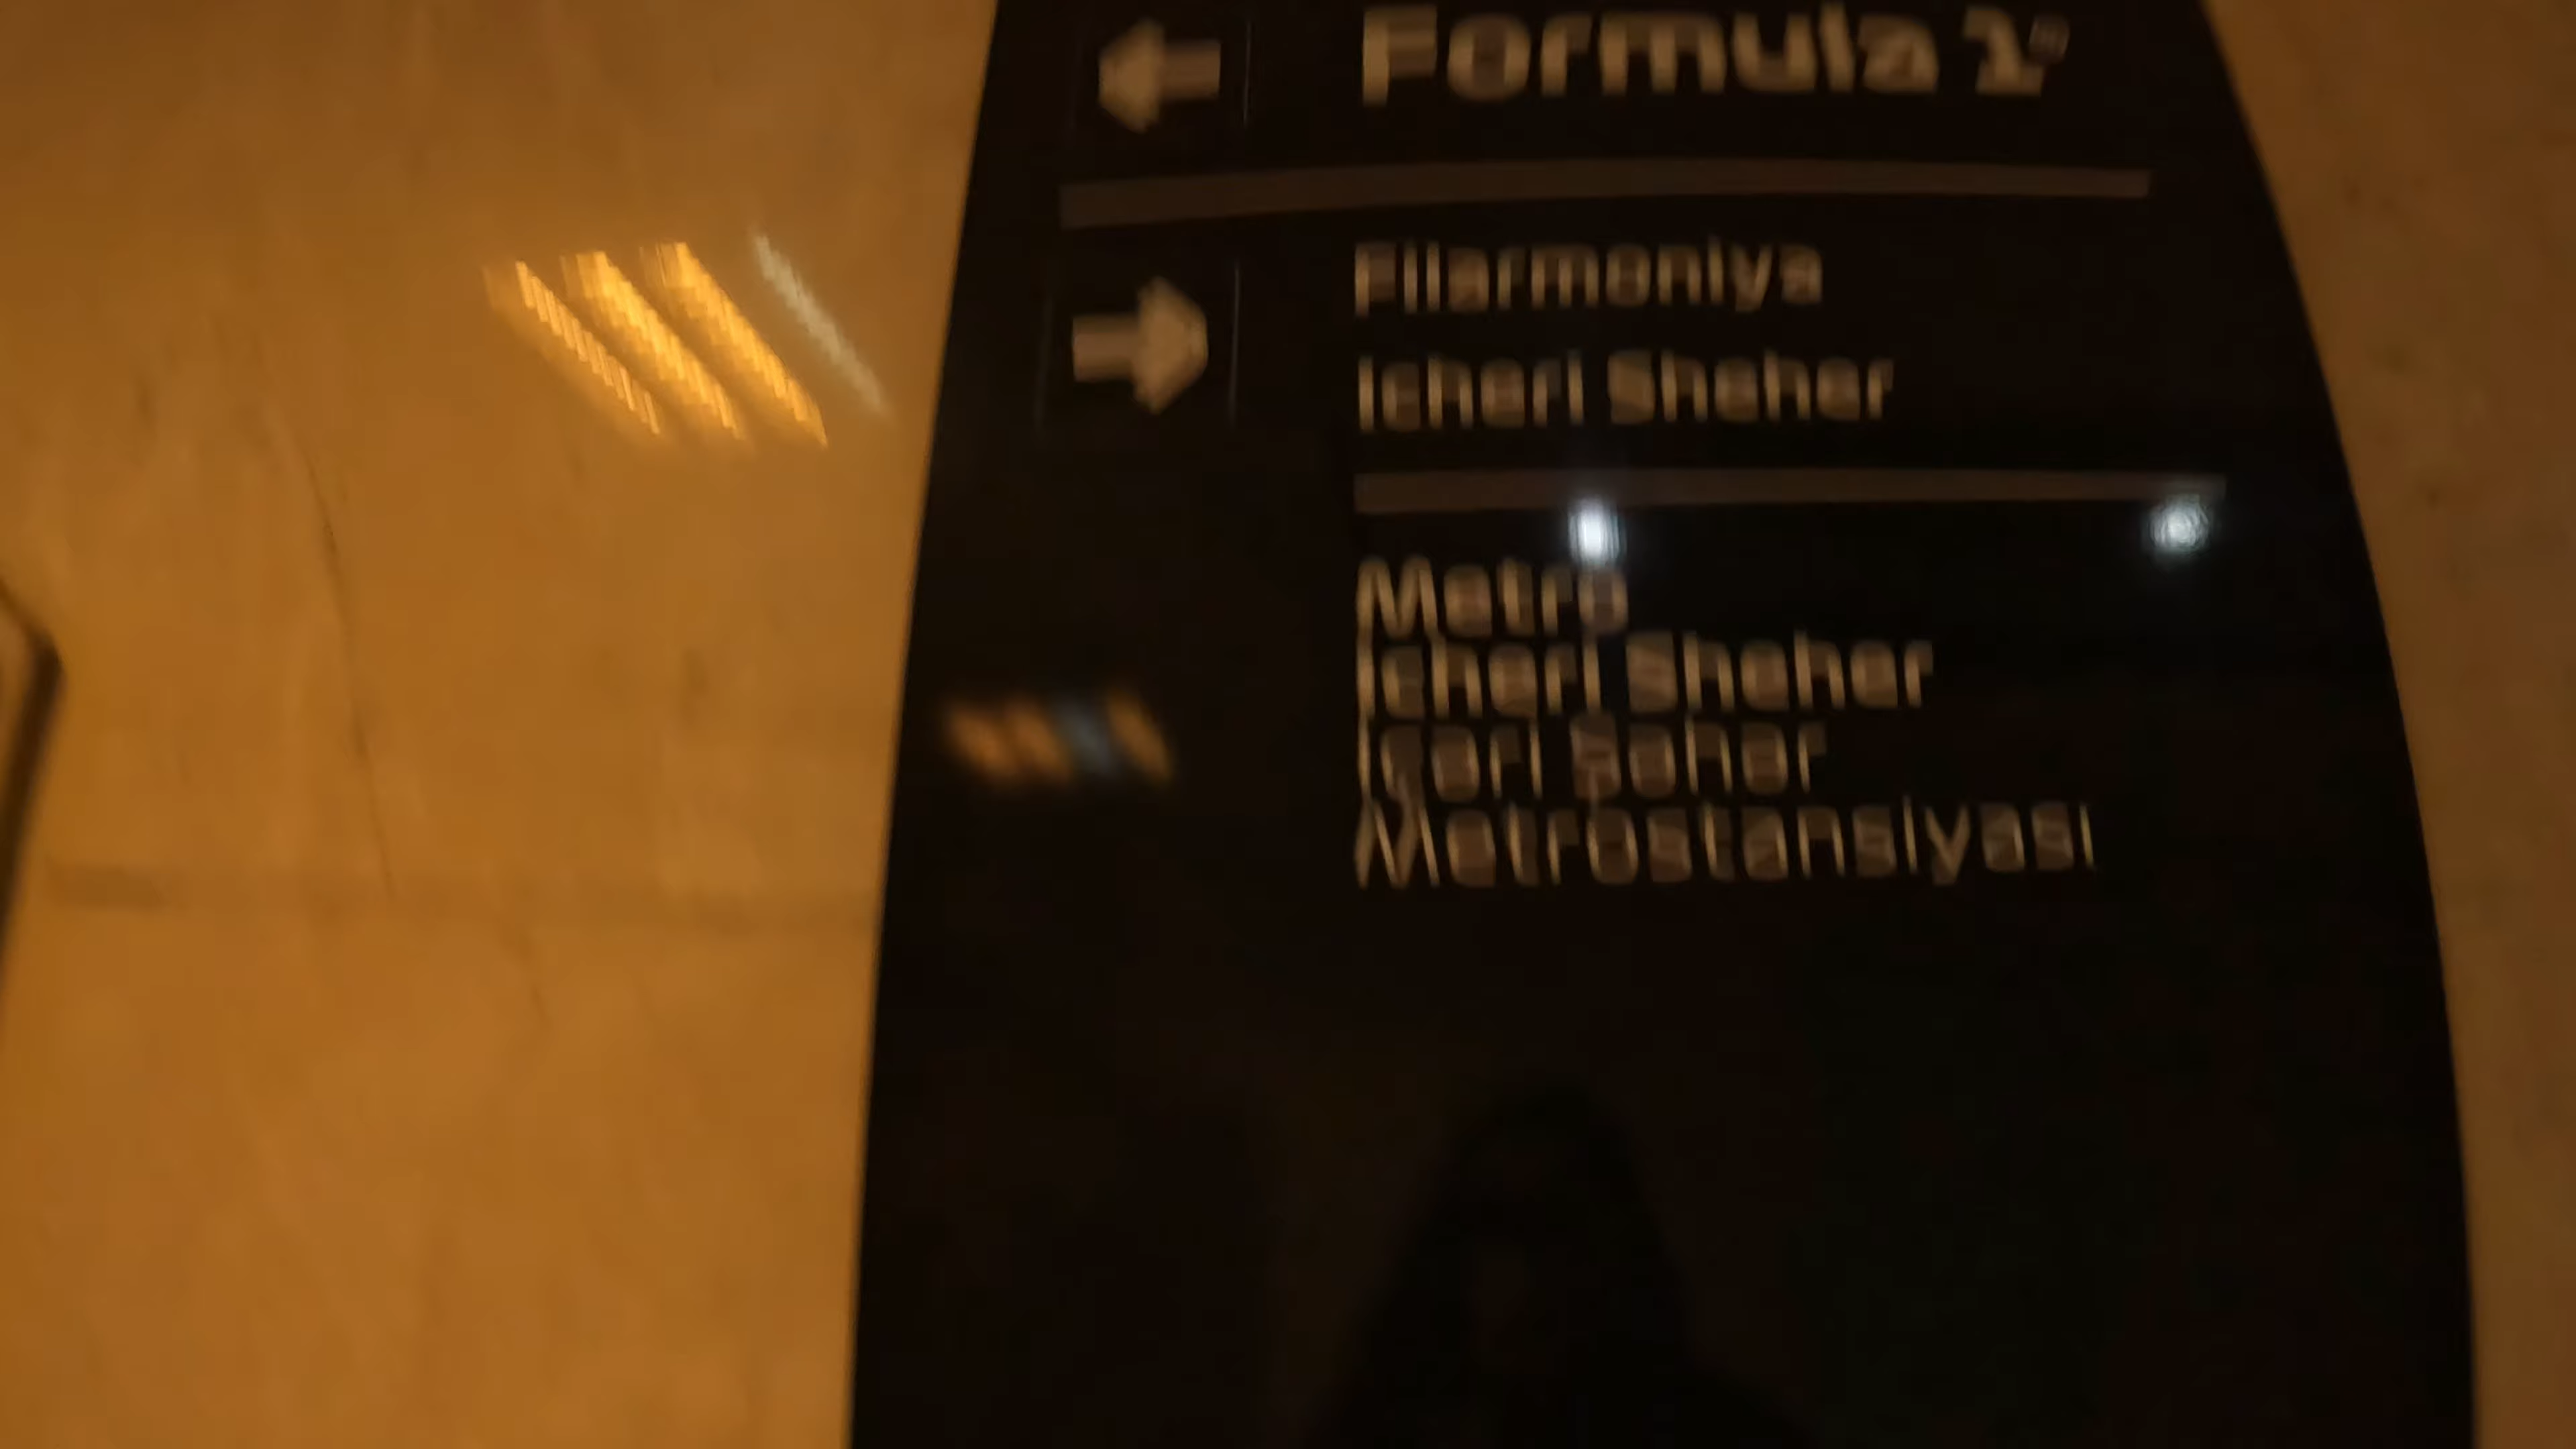 Formula 1®
Filarmoniya
Icheri Sheher
Metro
Icheri Sheher
İçəri Şəhər
Metrostansiyası